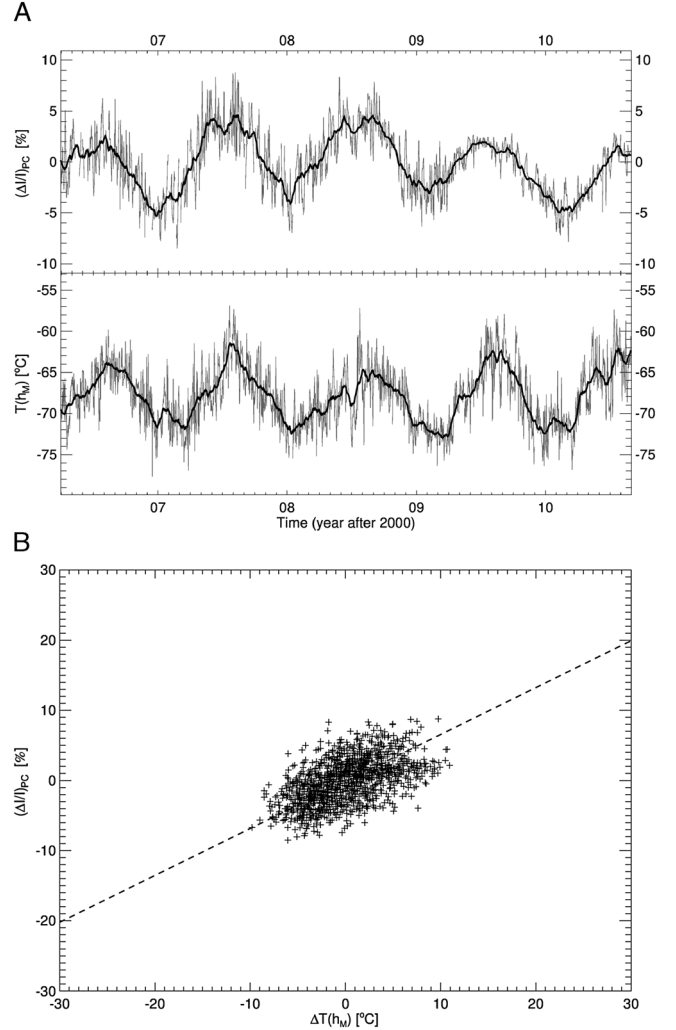 A
07 08 09 10
10 10
5 5
0 0
-5 -5
-10 -10
(ΔI/I)PC [%]
-55 -55
-60 -60
-65 -65
-70 -70
-75 -75
T(hM) [ºC]
07 08 09 10
Time (year after 2000)
B
30
20
10
0
-10
-20
-30
(ΔI/I)PC [%]
-30 -20 -10 0 10 20 30
ΔT(hM) [ºC]